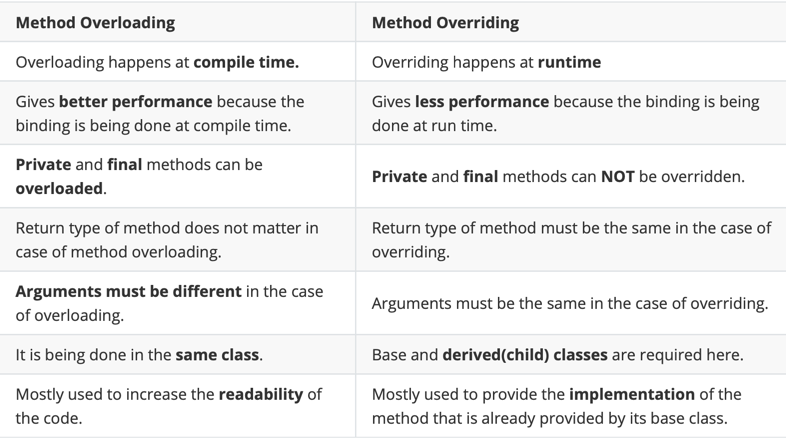 Method Overloading
Method Overriding
Overloading happens at compile time.
Overriding happens at runtime
Gives better performance because the
binding is being done at compile time.
Gives less performance because the binding is being
done at run time.
Private and final methods can be
overloaded.
Private and final methods can NOT be overridden.
Return type of method does not matter in
case of method overloading.
Return type of method must be the same in the case of
overriding.
Arguments must be different in the case
of overloading.
Arguments must be the same in the case of overriding.
It is being done in the same class.
Base and derived(child) classes are required here.
Mostly used to increase the readability of
the code.
Mostly used to provide the implementation of the
method that is already provided by its base class.